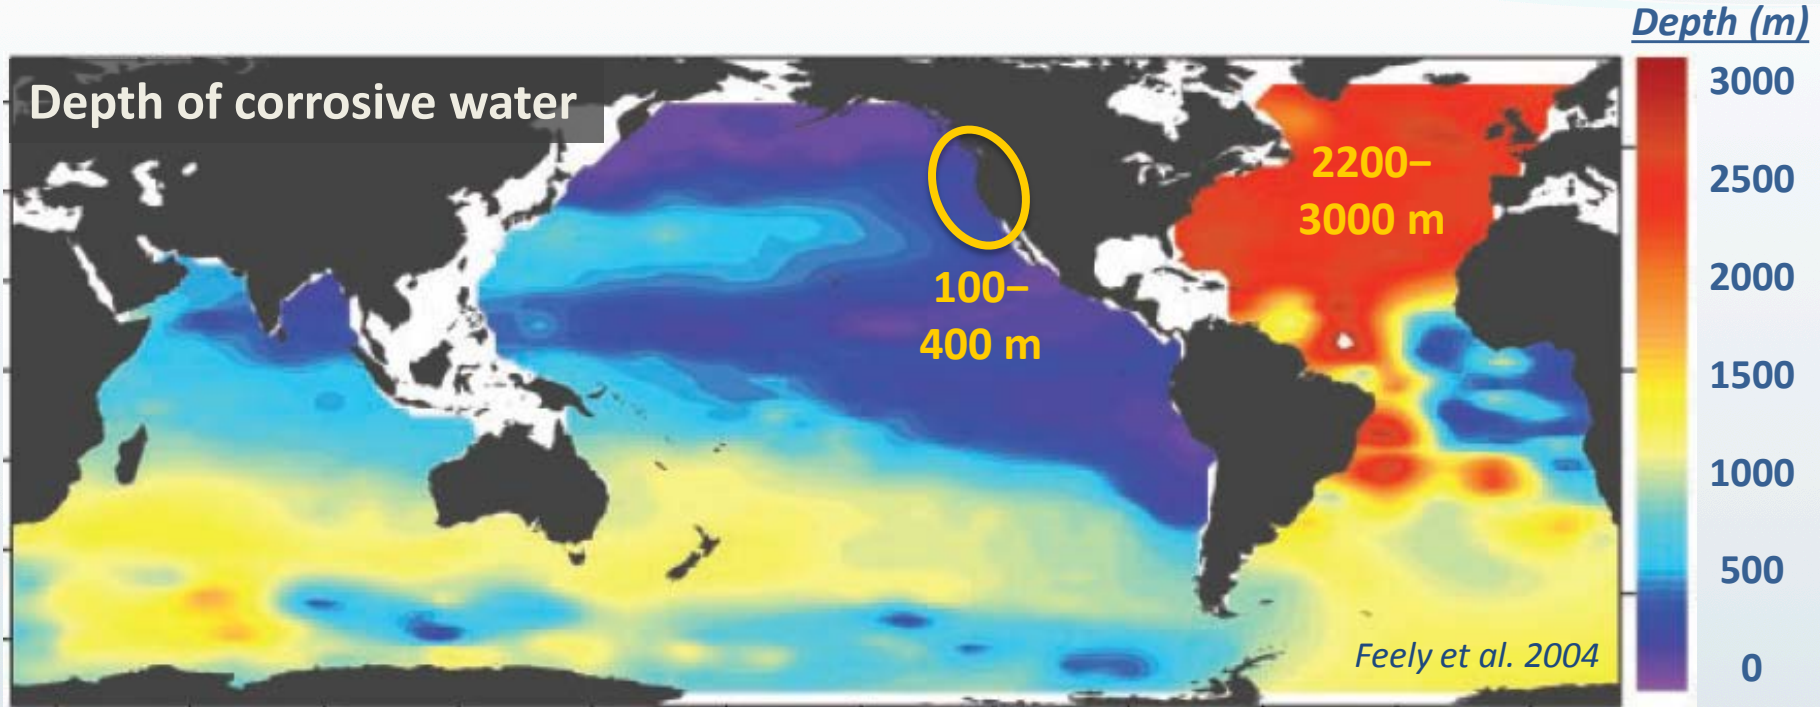 Depth (m)
Depth of corrosive water
3000
2500
2000
1500
1000
500
0
2200–
3000 m
100–
400 m
Feely et al. 2004